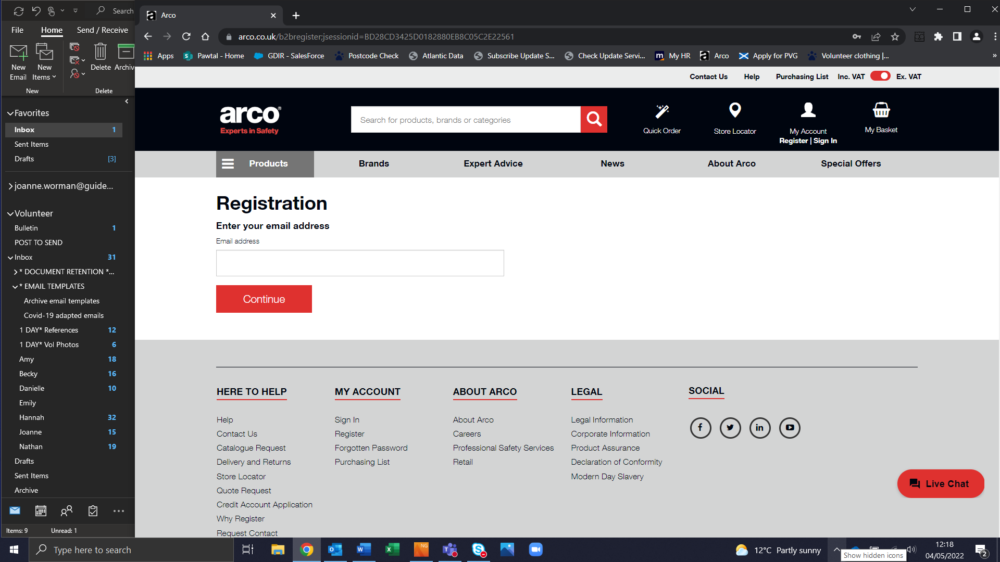 Search
File
Home
Send / Receive
New
Email
New
Items
Delete
Archiv
New
Delete
Favorites
Inbox 1
Sent Items
Drafts [3]
joanne.worman@guide...
Volunteer
Bulletin 1
POST TO SEND
Inbox 31
* DOCUMENT RETENTION *...
* EMAIL TEMPLATES
Archive email templates
Covid-19 adapted emails
1 DAY* References 12
1 DAY* Vol Photos 6
Amy 18
Becky 16
Danielle 10
Emily
Hannah 32
Joanne 15
Nathan 19
Drafts
Sent Items
Archive
Items: 9 Unread: 1
Arco
arco.co.uk/b2bregister;jsessionid=BD28CD3425D0182880EB8C05C2E22561
Apps Pawtal - Home GDIR - SalesForce Postcode Check Atlantic Data Subscribe Update S... Check Update Servi... My HR Arco Apply for PVG Volunteer clothing |... »
Contact Us Help Purchasing List Inc. VAT Ex. VAT
arco®
Experts in Safety
Search for products, brands or categories
Quick Order
Store Locator
My Account
Register | Sign In
My Basket
Products Brands Expert Advice News About Arco Special Offers
Registration
Enter your email address
Email address
Continue
HERE TO HELP
Help
Contact Us
Catalogue Request
Delivery and Returns
Store Locator
Quote Request
Credit Account Application
Why Register
Request Contact
MY ACCOUNT
Sign In
Register
Forgotten Password
Purchasing List
ABOUT ARCO
About Arco
Careers
Professional Safety Services
Retail
LEGAL
Legal Information
Corporate Information
Product Assurance
Declaration of Conformity
Modern Day Slavery
SOCIAL
Live Chat
Type here to search
NG
12°C Partly sunny
Show hidden icons
12:18
04/05/2022
2